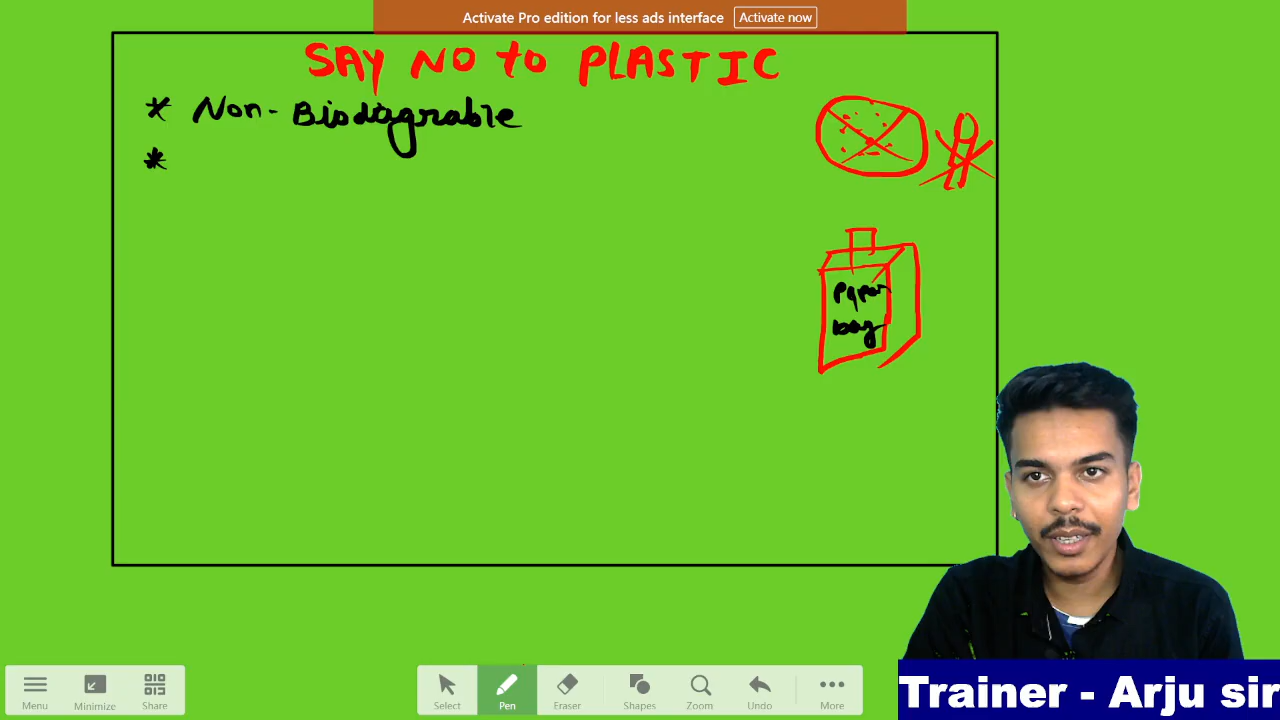 Activate Pro edition for less ads interface Activate now
SAY NO to PLASTIC
* Non-Biodagrable
*
Paper
bag
Menu Minimize Share Select Pen Eraser Shapes Zoom Undo More
Trainer - Arju sir